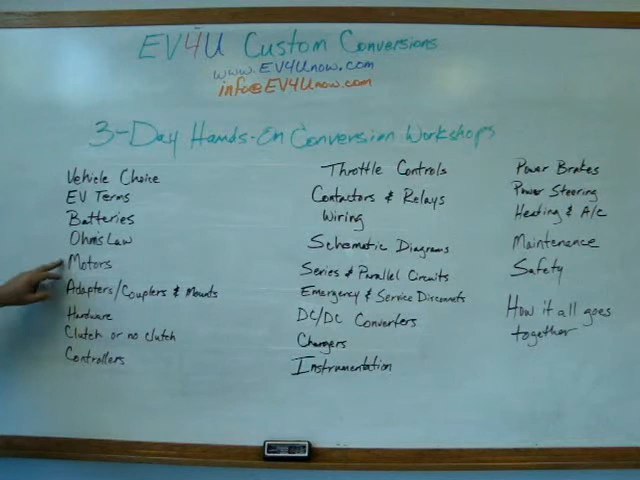 EV4U Custom Conversions
www.EV4Unow.com
info@EV4Unow.com
3-Day Hands-On Conversion Workshops
Vehicle Choice
EV Terms
Batteries
Ohms Law
Motors
Adapters/Couplers & Mounts
Hardware
Clutch or no clutch
Controllers
Throttle Controls
Contactors & Relays
Wiring
Schematic Diagrams
Series & Parallel Circuits
Emergency & Service Disconnects
DC/DC Converters
Chargers
Instrumentation
Power Brakes
Power Steering
Heating & A/C
Maintenance
Safety
How it all goes
together